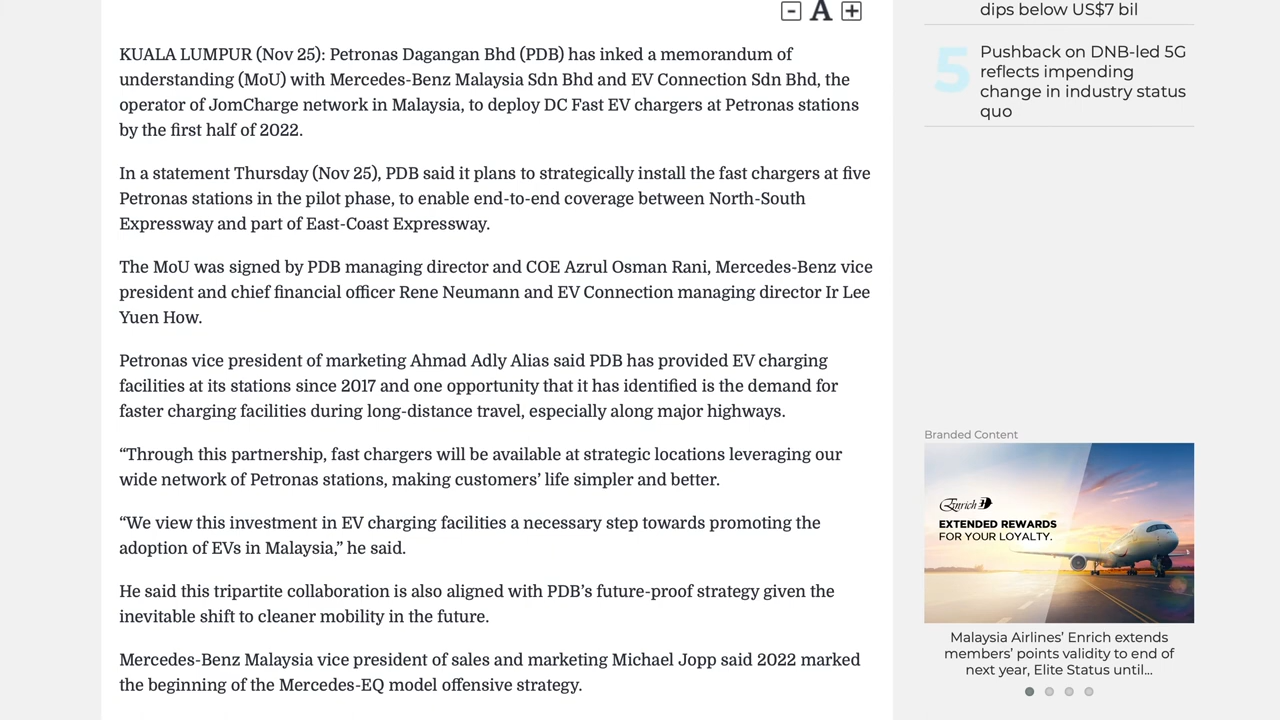 A
KUALA LUMPUR (Nov 25): Petronas Dagangan Bhd (PDB) has inked a memorandum of
understanding (MoU) with Mercedes-Benz Malaysia Sdn Bhd and EV Connection Sdn Bhd, the
operator of JomCharge network in Malaysia, to deploy DC Fast EV chargers at Petronas stations
by the first half of 2022.
In a statement Thursday (Nov 25), PDB said it plans to strategically install the fast chargers at five
Petronas stations in the pilot phase, to enable end-to-end coverage between North-South
Expressway and part of East-Coast Expressway.
The MoU was signed by PDB managing director and COE Azrul Osman Rani, Mercedes-Benz vice
president and chief financial officer Rene Neumann and EV Connection managing director Ir Lee
Yuen How.
Petronas vice president of marketing Ahmad Adly Alias said PDB has provided EV charging
facilities at its stations since 2017 and one opportunity that it has identified is the demand for
faster charging facilities during long-distance travel, especially along major highways.
“Through this partnership, fast chargers will be available at strategic locations leveraging our
wide network of Petronas stations, making customers’ life simpler and better.
“We view this investment in EV charging facilities a necessary step towards promoting the
adoption of EVs in Malaysia,” he said.
He said this tripartite collaboration is also aligned with PDB’s future-proof strategy given the
inevitable shift to cleaner mobility in the future.
Mercedes-Benz Malaysia vice president of sales and marketing Michael Jopp said 2022 marked
the beginning of the Mercedes-EQ model offensive strategy.
dips below US$7 bil
5
Pushback on DNB-led 5G
reflects impending
change in industry status
quo
Branded Content
Enrich
EXTENDED REWARDS
FOR YOUR LOYALTY.
Malaysia Airlines’ Enrich extends
members’ points validity to end of
next year, Elite Status until...